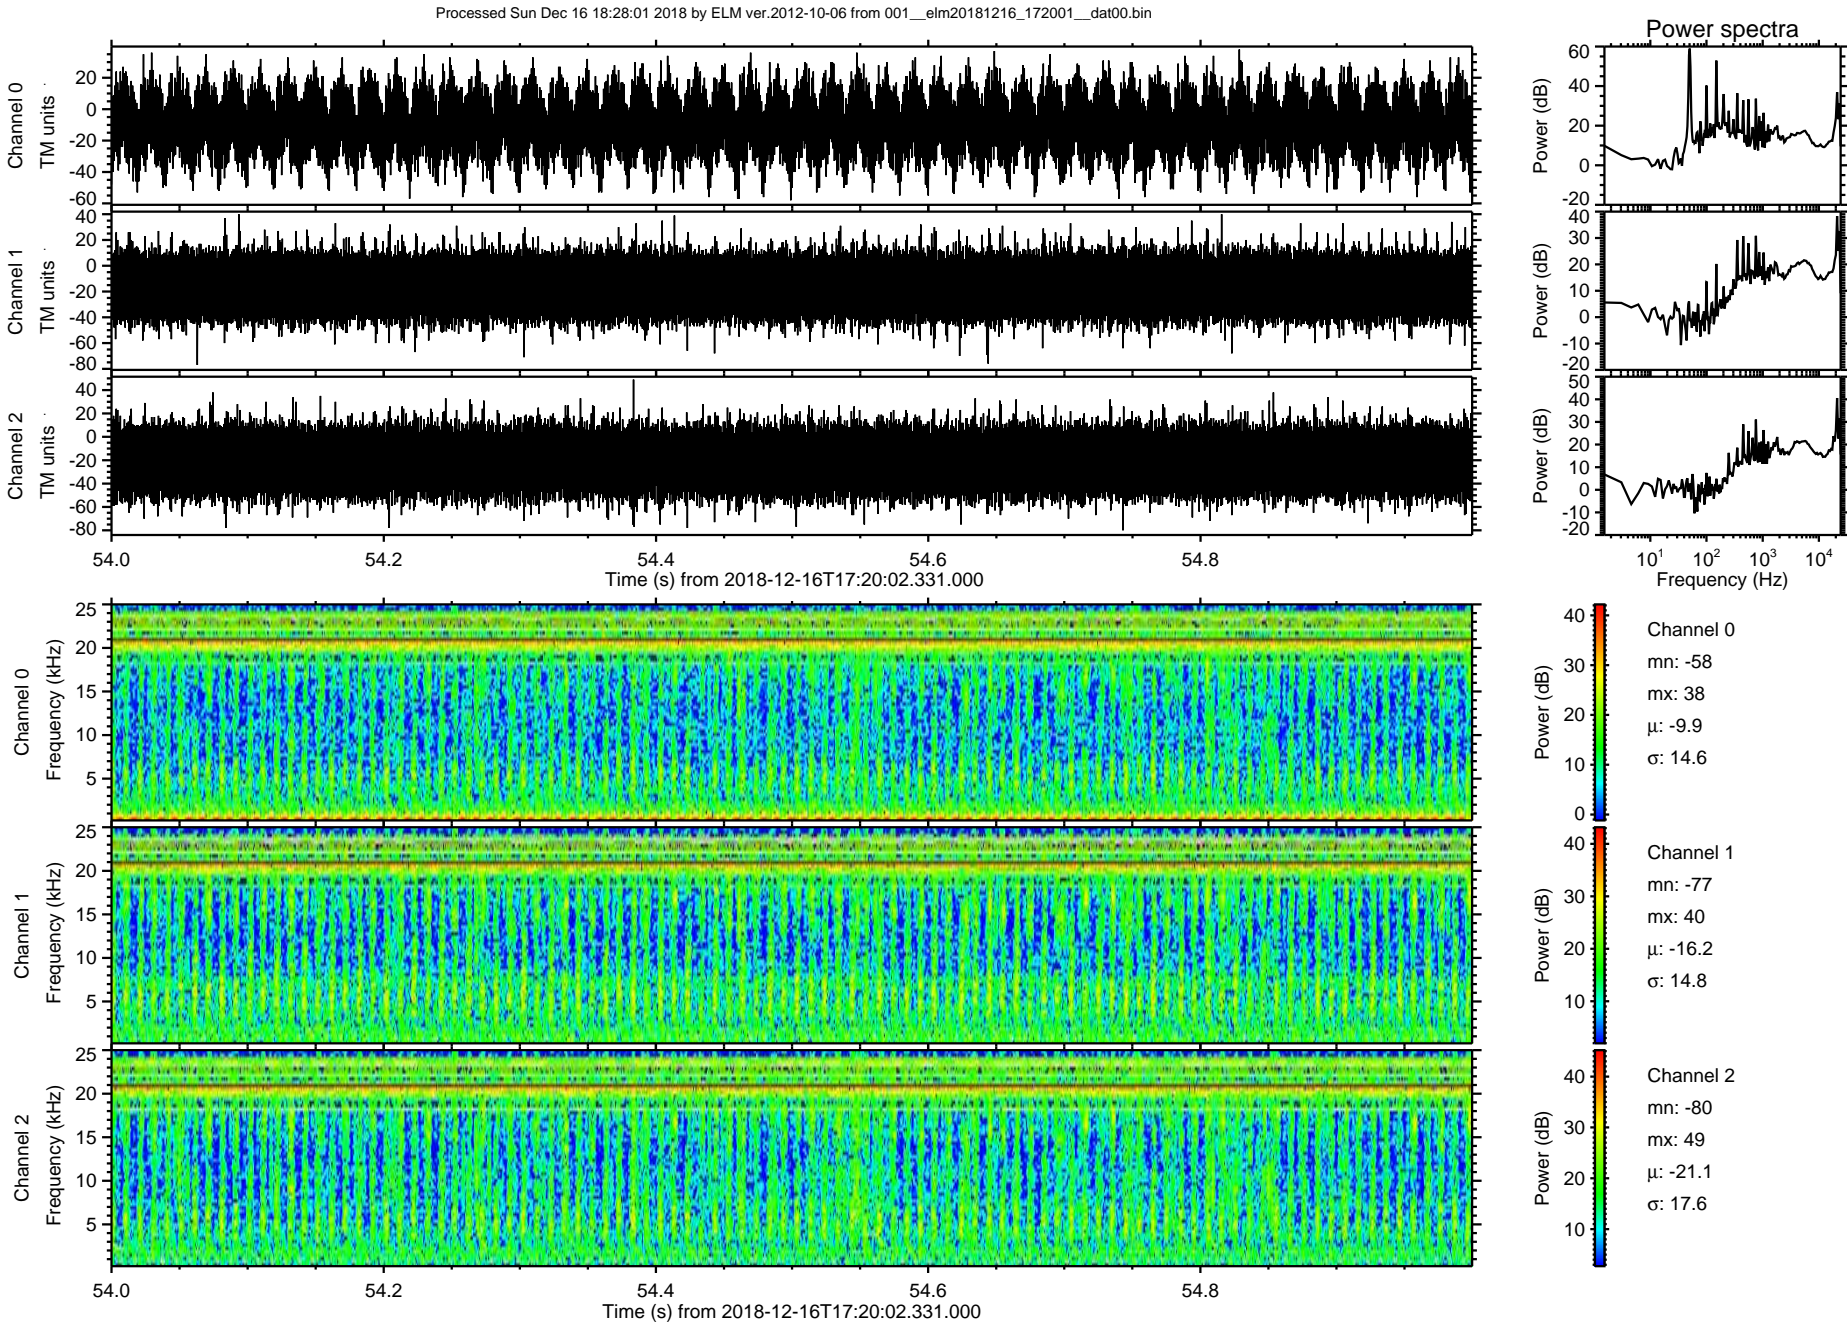 Processed Sun Dec 16 18:28:01 2018 by ELM ver.2012-10-06 from 001__elm20181216_172001__dat00.bin
Power spectra
Channel 0
TM units
20
0
-20
-40
-60
Power (dB)
60
40
20
0
-20
Channel 1
TM units
40
20
0
-20
-40
-60
-80
Power (dB)
40
30
20
10
0
-10
-20
Channel 2
TM units
40
20
0
-20
-40
-60
-80
Power (dB)
50
40
30
20
10
0
-10
-20
54.0 54.2 54.4 54.6 54.8
Time (s) from 2018-12-16T17:20:02.331.000
10^1 10^2 10^3 10^4
Frequency (Hz)
Channel 0
Frequency (kHz)
25
20
15
10
5
Power (dB)
40
30
20
10
0
Channel 0
mn: -58
mx: 38
μ: -9.9
σ: 14.6
Channel 1
Frequency (kHz)
25
20
15
10
5
Power (dB)
40
30
20
10
Channel 1
mn: -77
mx: 40
μ: -16.2
σ: 14.8
Channel 2
Frequency (kHz)
25
20
15
10
5
Power (dB)
40
30
20
10
Channel 2
mn: -80
mx: 49
μ: -21.1
σ: 17.6
54.0 54.2 54.4 54.6 54.8
Time (s) from 2018-12-16T17:20:02.331.000